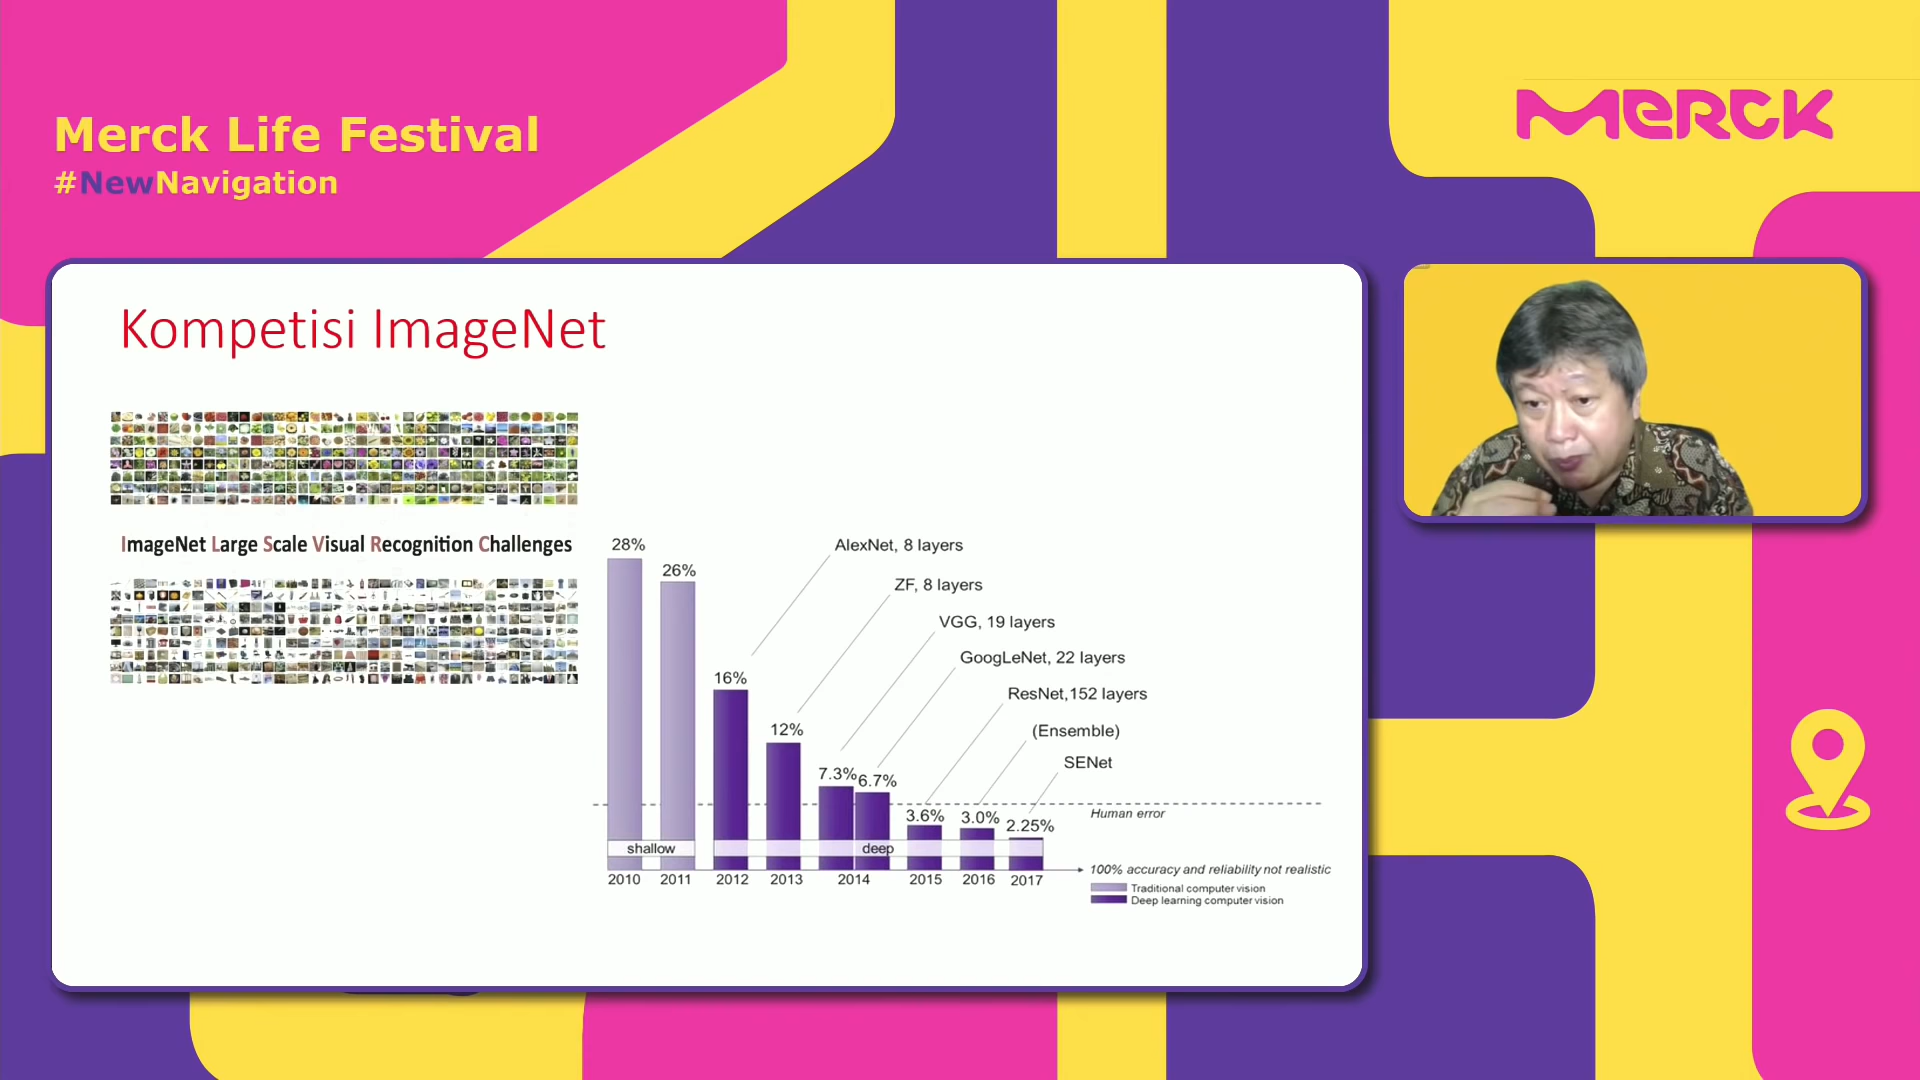 Merck Life Festival
#NewNavigation
MERCK
Kompetisi ImageNet
ImageNet Large Scale Visual Recognition Challenges
28%
26%
16%
12%
7.3%
6.7%
3.6%
3.0%
2.25%
AlexNet, 8 layers
ZF, 8 layers
VGG, 19 layers
GoogLeNet, 22 layers
ResNet,152 layers
(Ensemble)
SENet
Human error
shallow
deep
2010
2011
2012
2013
2014
2015
2016
2017
100% accuracy and reliability not realistic
Traditional computer vision
Deep learning computer vision